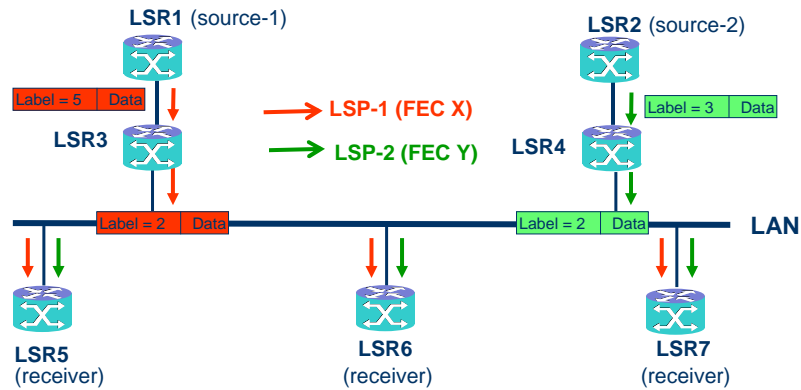 LSR1 (source-1)
LSR2 (source-2)
Label = 5 Data
LSP-1 (FEC X)
Label = 3 Data
LSR3
LSP-2 (FEC Y)
LSR4
Label = 2 Data
Label = 2 Data
LAN
LSR5
(receiver)
LSR6
(receiver)
LSR7
(receiver)